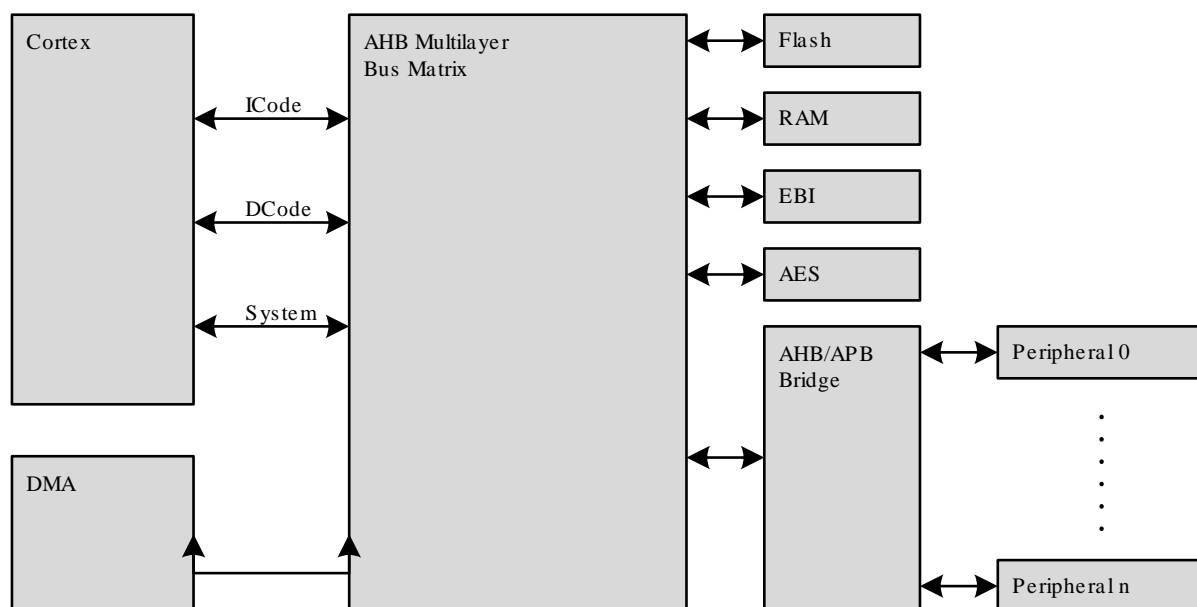 Cortex
AHB Multilayer
Bus Matrix
ICode
DCode
System
DMA
Flash
RAM
EBI
AES
AHB/APB
Bridge
Peripheral 0
Peripheral n